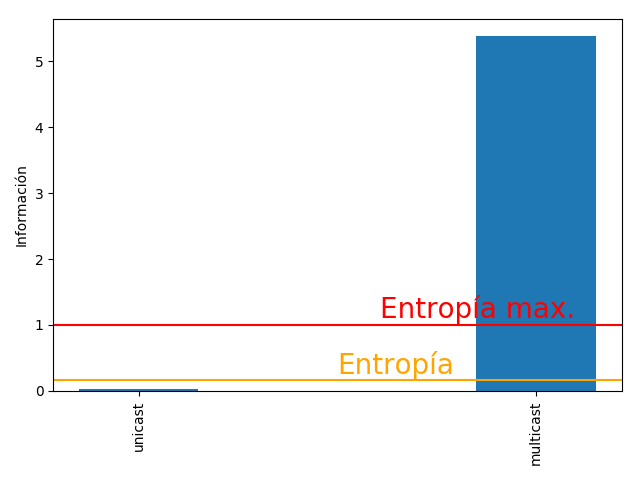 Información
5
4
3
2
1
0
Entropía max.
Entropía
unicast
multicast